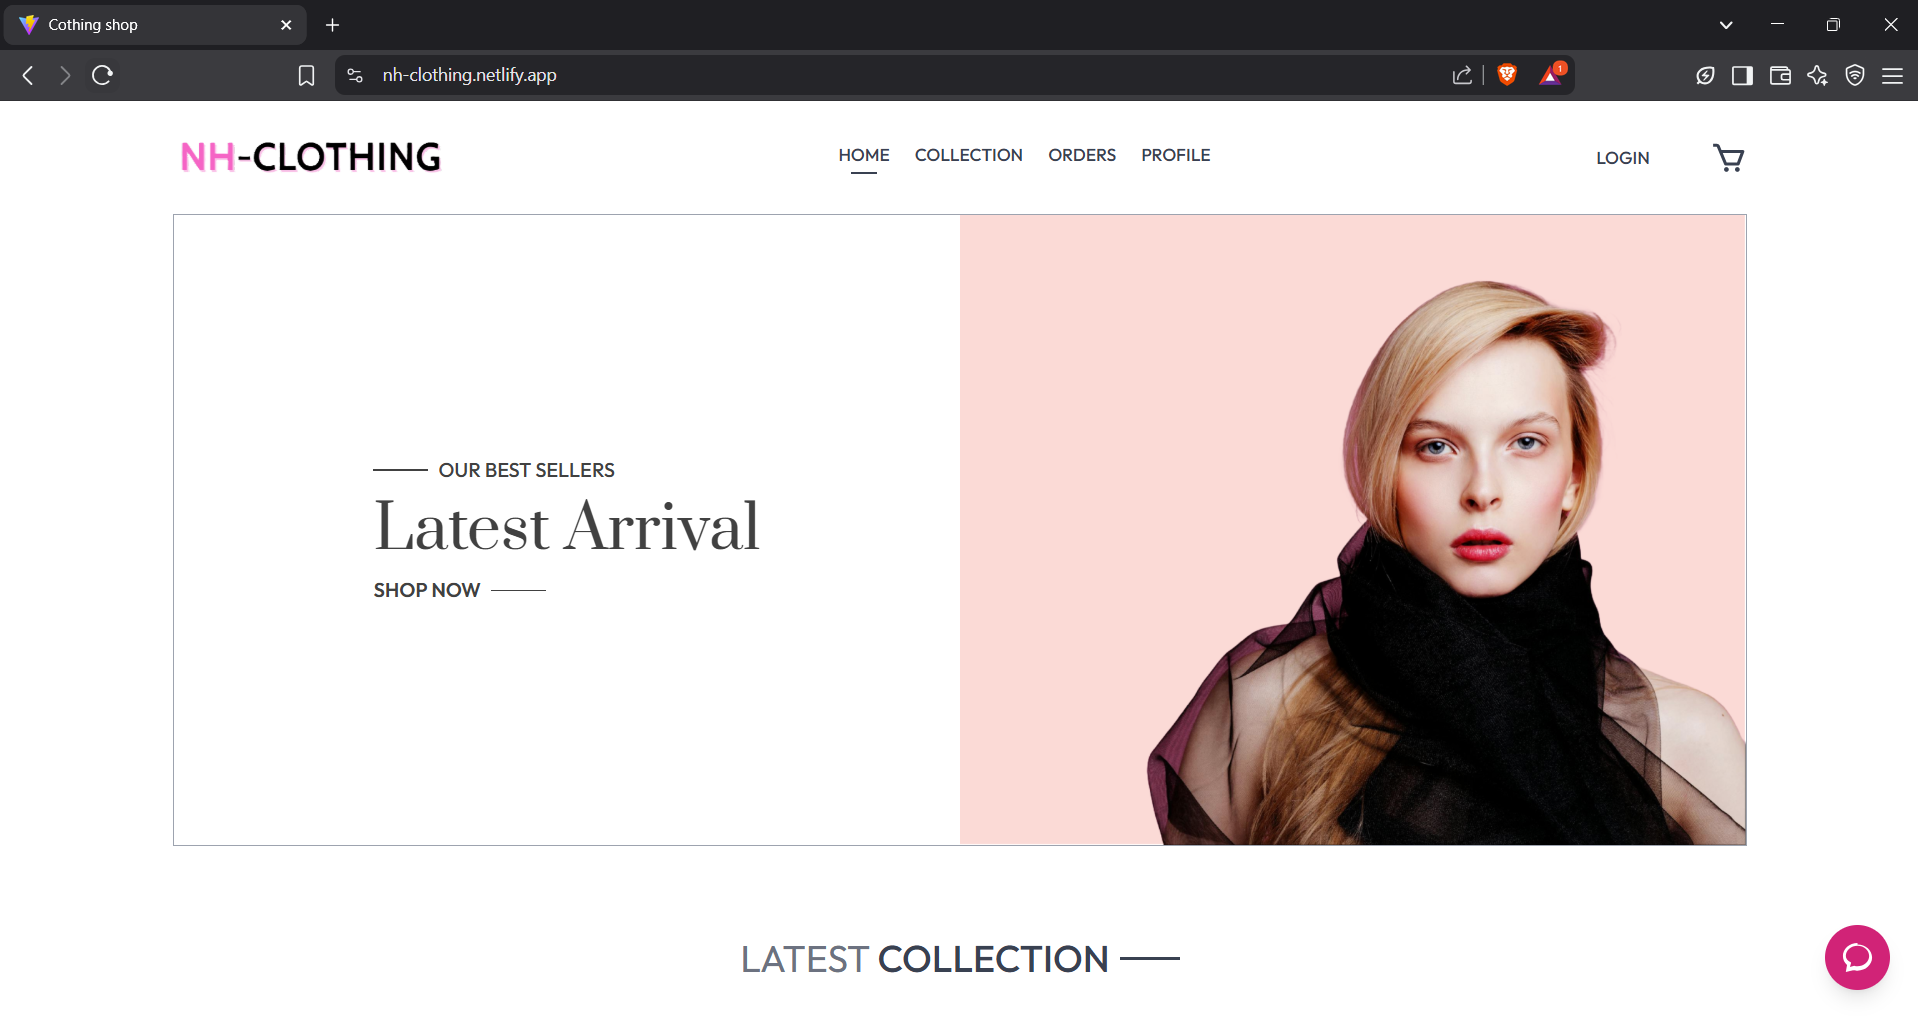 Cothing shop
nh-clothing.netlify.app
1
NH-CLOTHING
HOME COLLECTION ORDERS PROFILE
LOGIN
OUR BEST SELLERS
Latest Arrival
SHOP NOW
LATEST COLLECTION